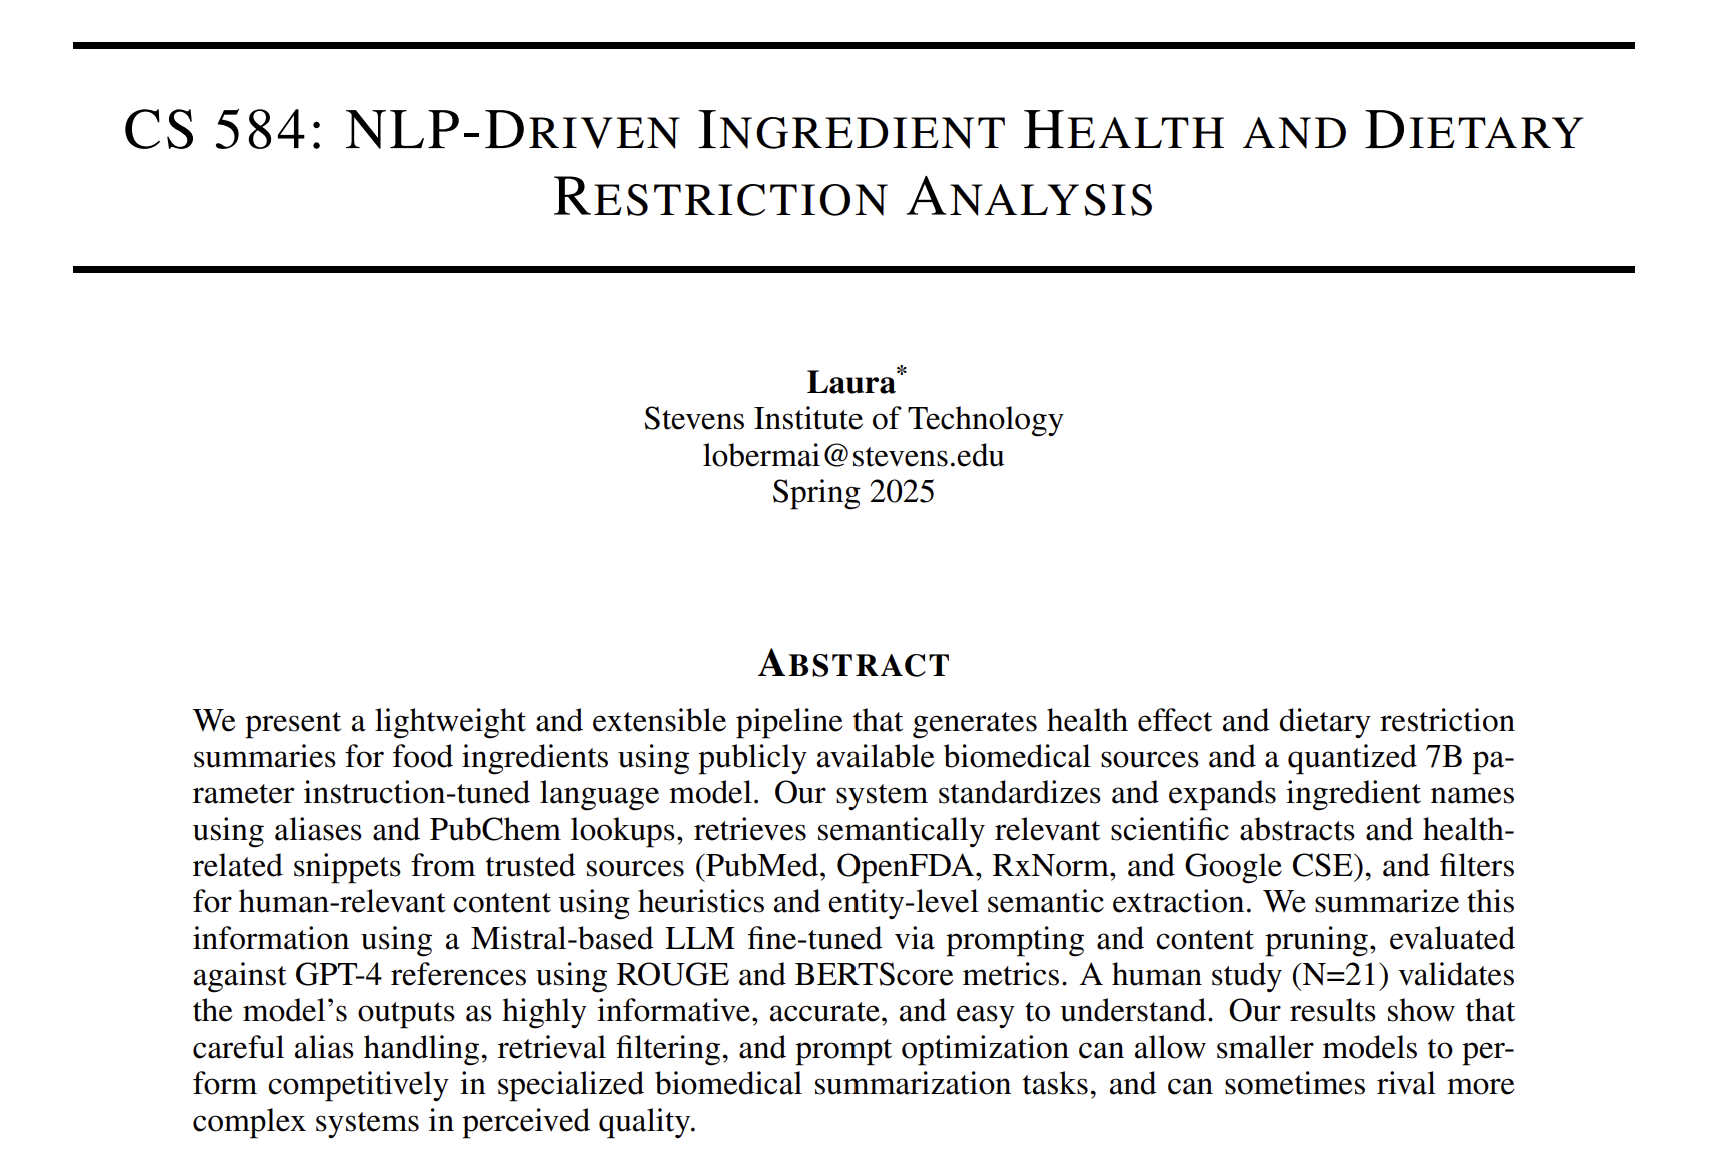 CS 584: NLP-DRIVEN INGREDIENT HEALTH AND DIETARY
RESTRICTION ANALYSIS
Laura*
Stevens Institute of Technology
lobermai@stevens.edu
Spring 2025
ABSTRACT
We present a lightweight and extensible pipeline that generates health effect and dietary restriction
summaries for food ingredients using publicly available biomedical sources and a quantized 7B pa-
rameter instruction-tuned language model. Our system standardizes and expands ingredient names
using aliases and PubChem lookups, retrieves semantically relevant scientific abstracts and health-
related snippets from trusted sources (PubMed, OpenFDA, RxNorm, and Google CSE), and filters
for human-relevant content using heuristics and entity-level semantic extraction. We summarize this
information using a Mistral-based LLM fine-tuned via prompting and content pruning, evaluated
against GPT-4 references using ROUGE and BERTScore metrics. A human study (N=21) validates
the model's outputs as highly informative, accurate, and easy to understand. Our results show that
careful alias handling, retrieval filtering, and prompt optimization can allow smaller models to per-
form competitively in specialized biomedical summarization tasks, and can sometimes rival more
complex systems in perceived quality.